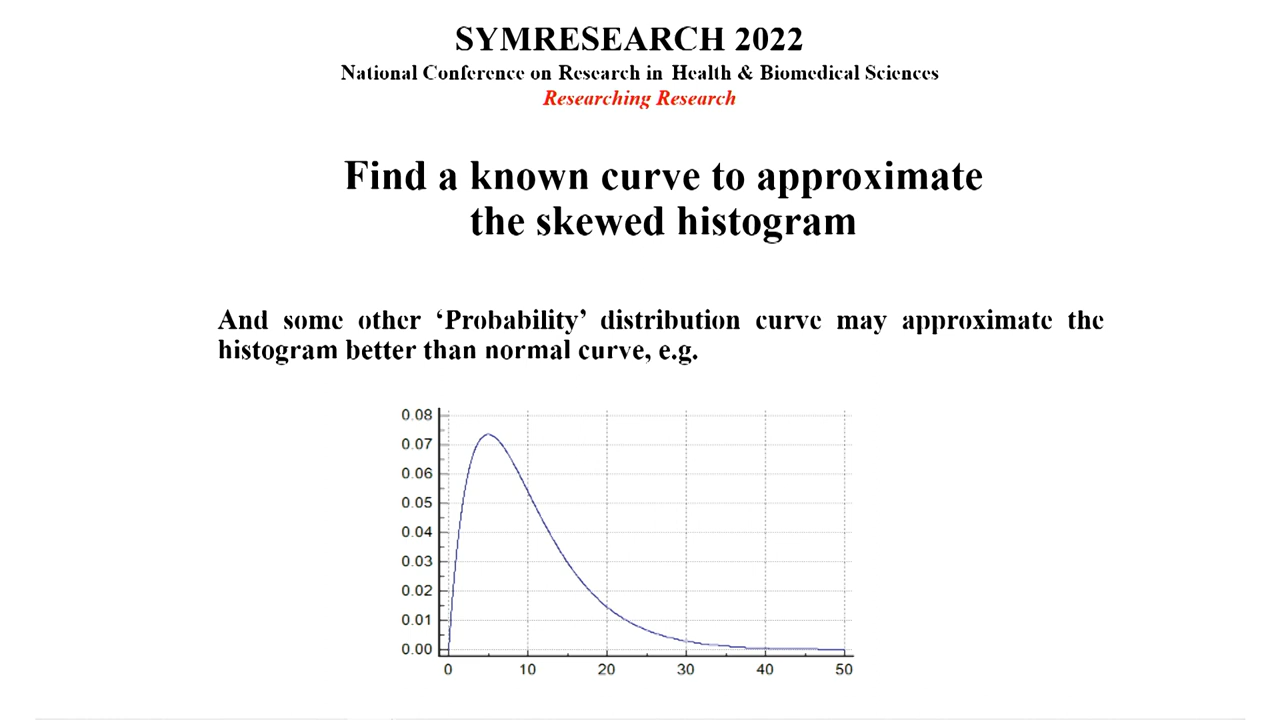 SYMRESEARCH 2022
National Conference on Research in Health & Biomedical Sciences
Researching Research
Find a known curve to approximate
the skewed histogram
And some other ‘Probability’ distribution curve may approximate the
histogram better than normal curve, e.g.
0.08
0.07
0.06
0.05
0.04
0.03
0.02
0.01
0.00
0 10 20 30 40 50